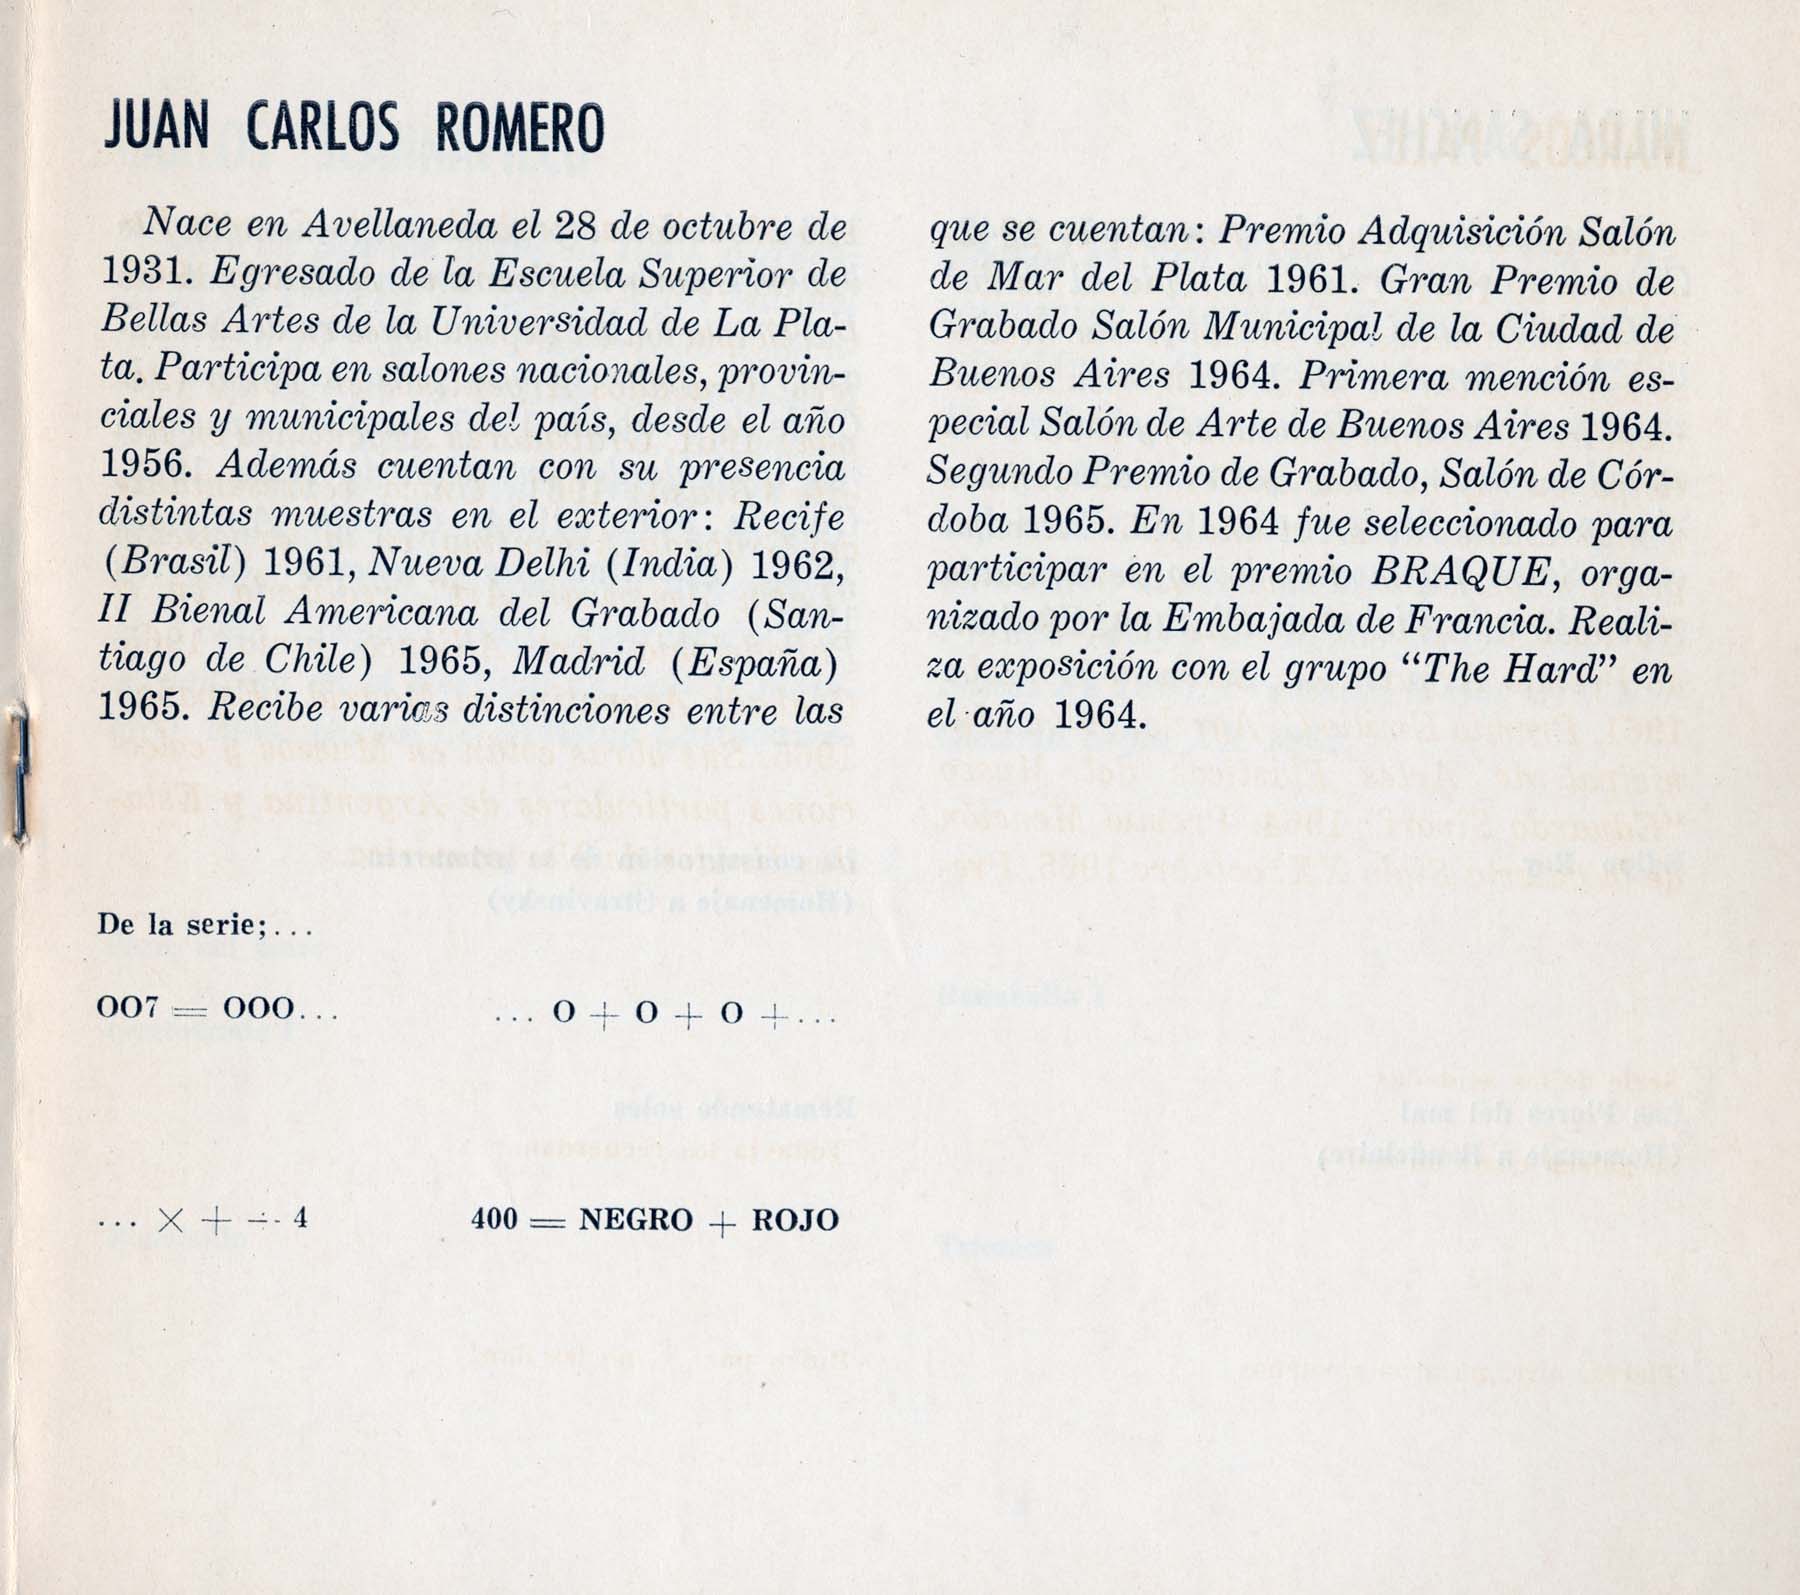 JUAN CARLOS ROMERO
Nace en Avellaneda el 28 de octubre de
1931. Egresado de la Escuela Superior de
Bellas Artes de la Universidad de La Pla-
ta. Participa en salones nacionales, provin-
ciales y municipales del país, desde el año
1956. Además cuentan con su presencia
distintas muestras en el exterior: Recife
(Brasil) 1961, Nueva Delhi (India) 1962,
II Bienal Americana del Grabado (San-
tiago de Chile) 1965, Madrid (España)
1965. Recibe varias distinciones entre las
que se cuentan: Premio Adquisición Salón
de Mar del Plata 1961. Gran Premio de
Grabado Salón Municipal de la Ciudad de
Buenos Aires 1964. Primera mención es-
pecial Salón de Arte de Buenos Aires 1964.
Segundo Premio de Grabado, Salón de Cór-
doba 1965. En 1964 fue seleccionado para
participar en el premio BRAQUE, orga-
nizado por la Embajada de Francia. Reali-
za exposición con el grupo “The Hard” en
el año 1964.
De la serie;...
OO7 = OOO...
... O + O + O +...
... × + ÷ 4
400 = NEGRO + ROJO